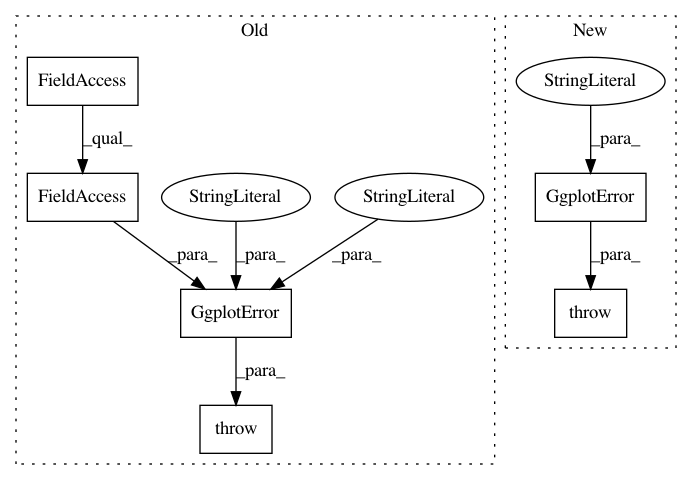 Old
New
FieldAccess
StringLiteral
_qual_
_para_
FieldAccess
StringLiteral
StringLiteral
GgplotError
_para_
_para_
_para_
_para_
GgplotError
throw
_para_
throw